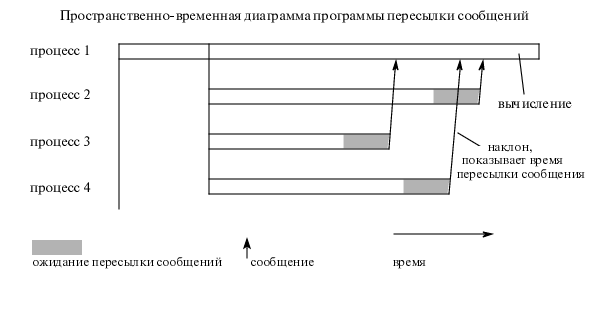 Пространственно-временная диаграмма программы пересылки сообщений
процесс 1
процесс 2
вычисление
процесс 3
наклон,
показывает время
пересылки сообщения
процесс 4
ожидание пересылки сообщений
сообщение
время